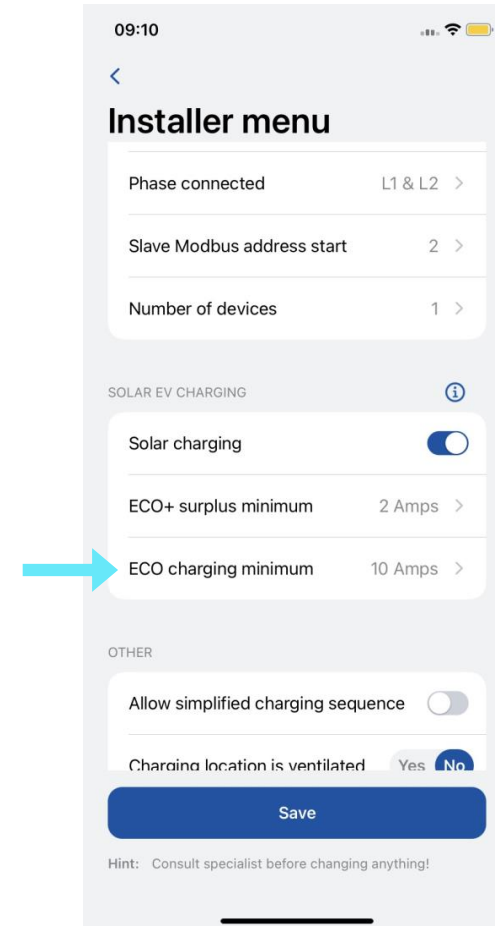 09:10
Installer menu
Phase connected L1 & L2
Slave Modbus address start 2
Number of devices 1
SOLAR EV CHARGING
Solar charging
ECO+ surplus minimum 2 Amps
ECO charging minimum 10 Amps
OTHER
Allow simplified charging sequence
Charging location is ventilated Yes No
Save
Hint: Consult specialist before changing anything!